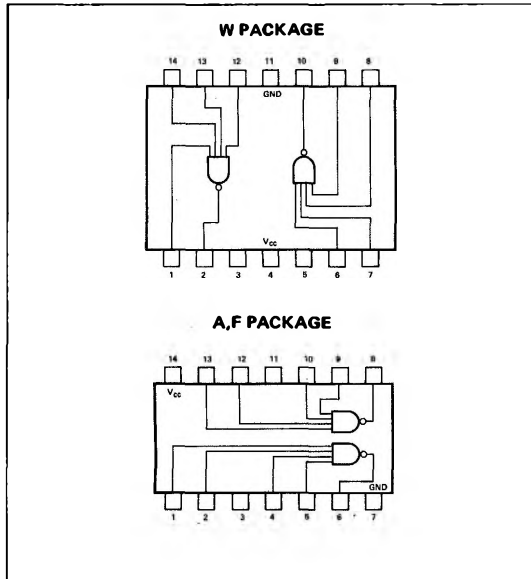 W PACKAGE
14 13 12 11 10 9 8
GND
Vcc
1 2 3 4 5 6 7
A,F PACKAGE
14 13 12 11 10 9 8
Vcc
GND
1 2 3 4 5 6 7